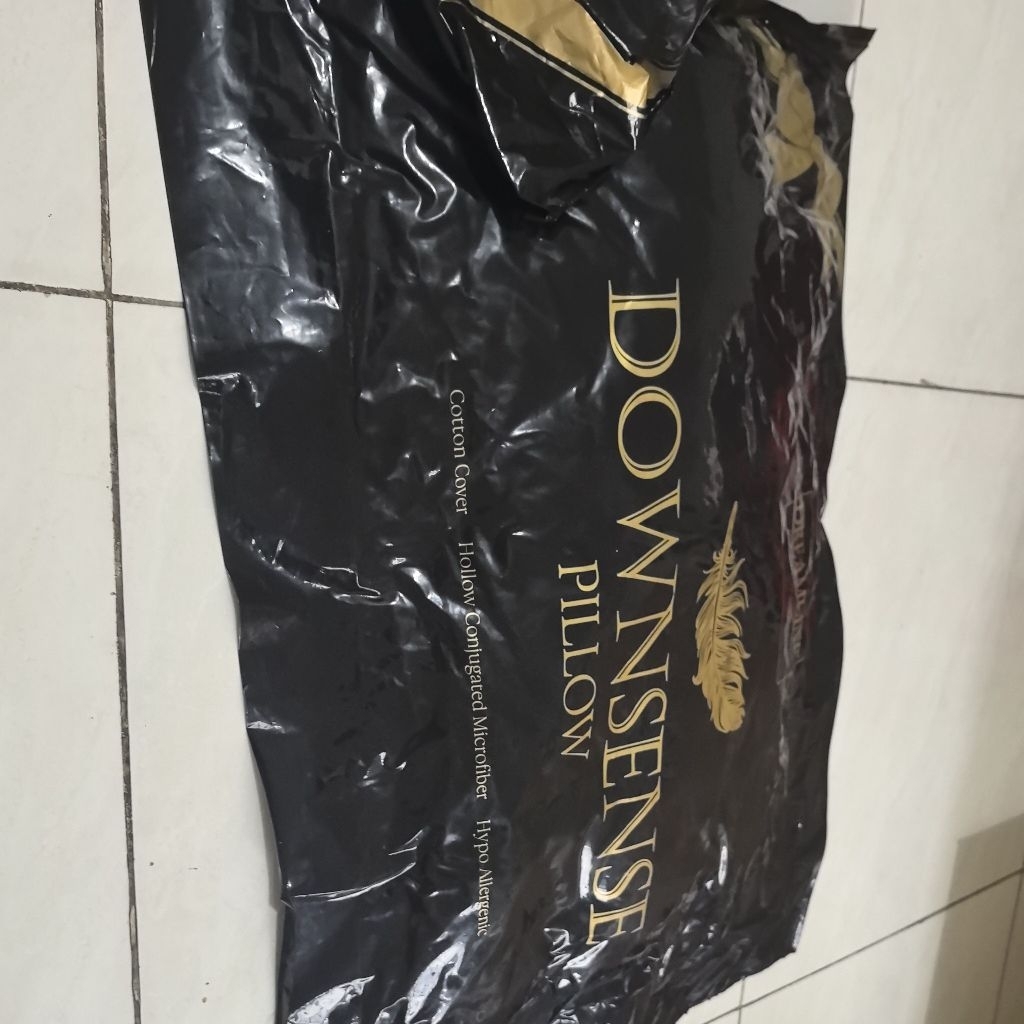 DOWNSENSE
PILLOW
Cotton Cover Hollow Conjugated Microfiber Hypo Allergenic